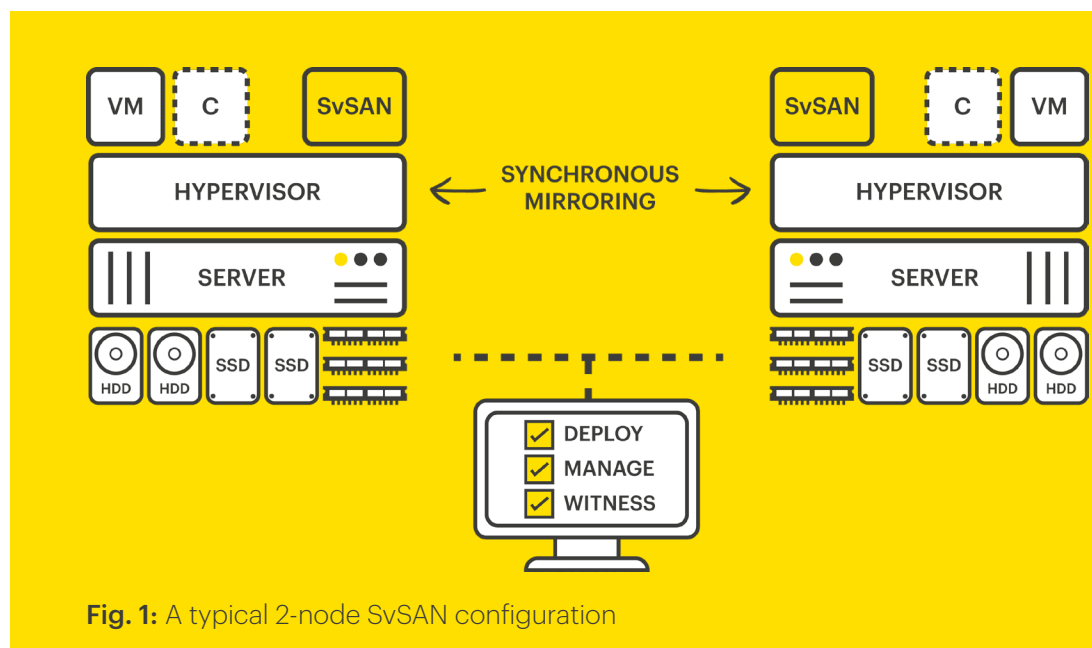 VM C SvSAN
SvSAN C VM
HYPERVISOR
SYNCHRONOUS
MIRRORING
HYPERVISOR
SERVER
SERVER
HDD HDD SSD SSD
SSD SSD HDD HDD
DEPLOY
MANAGE
WITNESS
Fig. 1: A typical 2-node SvSAN configuration